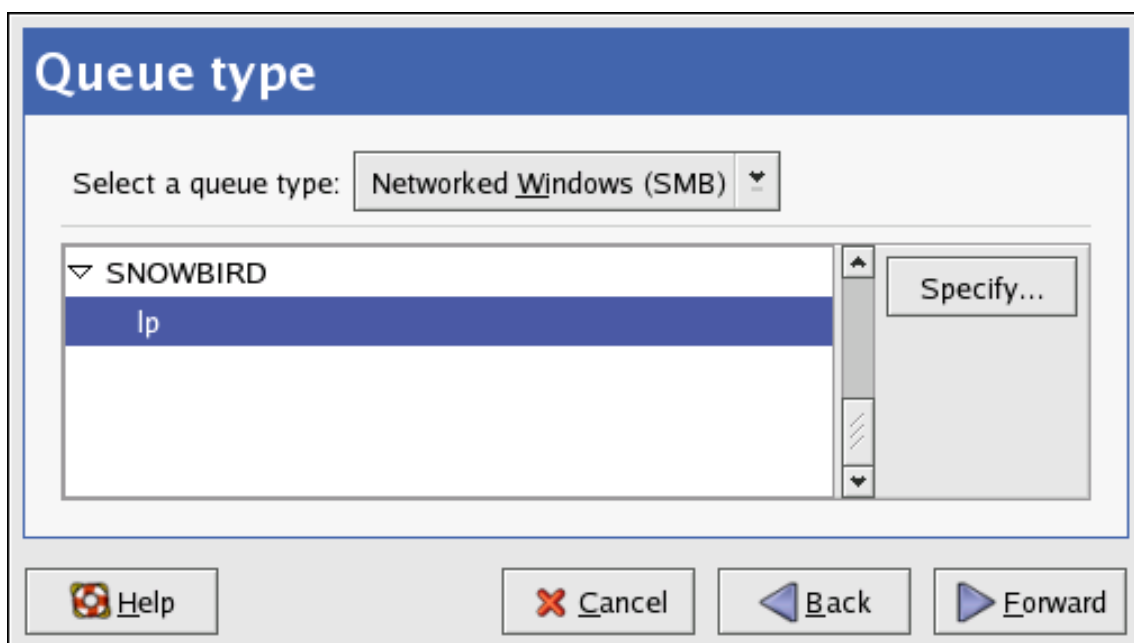 Queue type
Select a queue type: Networked Windows (SMB)
SNOWBIRD
lp
Specify...
Help
Cancel
Back
Forward